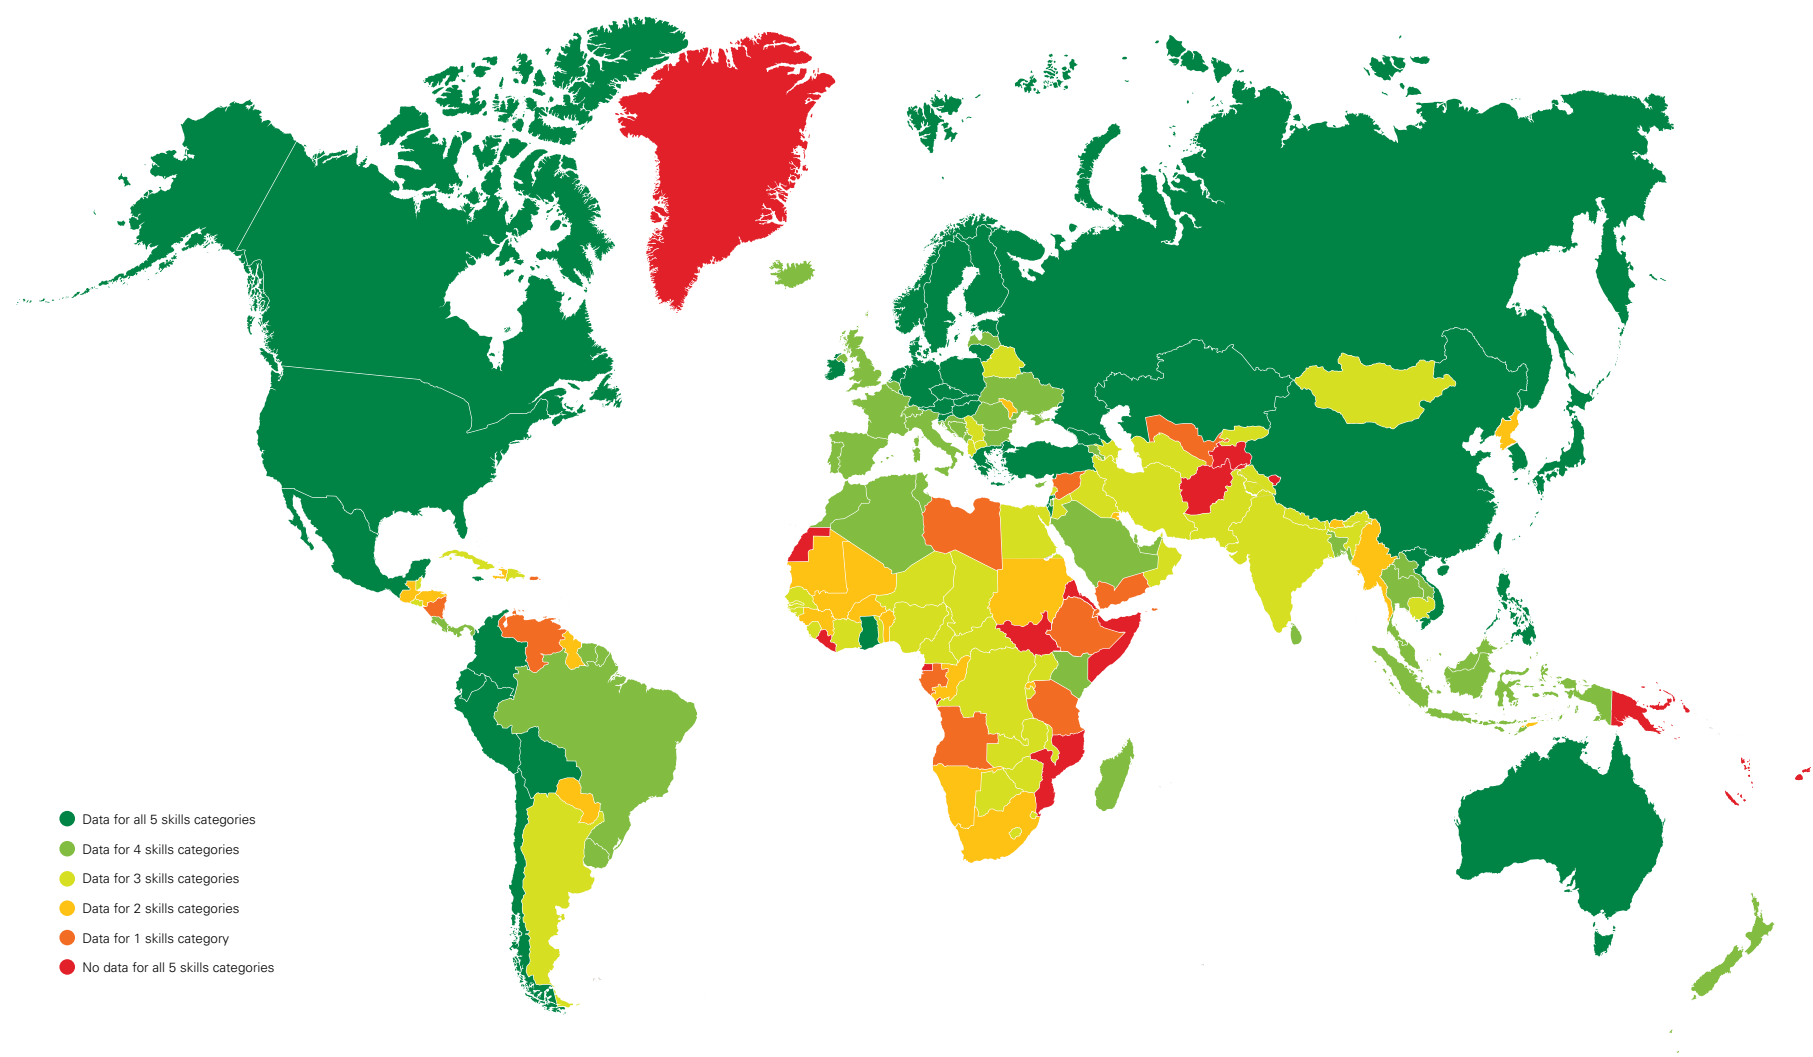 Data for all 5 skills categories
Data for 4 skills categories
Data for 3 skills categories
Data for 2 skills categories
Data for 1 skills category
No data for all 5 skills categories